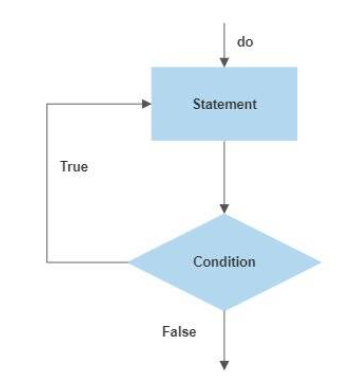 do
Statement
True
Condition
False